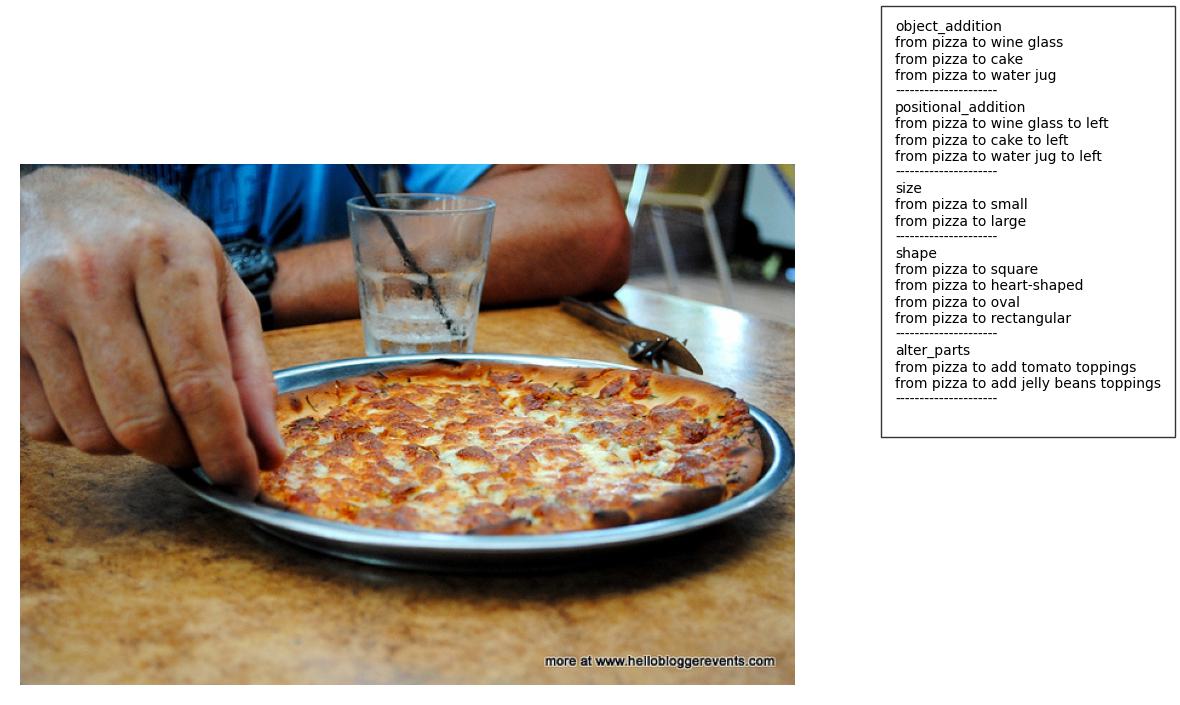 object_addition
from pizza to wine glass
from pizza to cake
from pizza to water jug
---------------------
positional_addition
from pizza to wine glass to left
from pizza to cake to left
from pizza to water jug to left
---------------------
size
from pizza to small
from pizza to large
---------------------
shape
from pizza to square
from pizza to heart-shaped
from pizza to oval
from pizza to rectangular
---------------------
alter_parts
from pizza to add tomato toppings
from pizza to add jelly beans toppings
---------------------
more at www.hellobloggerevents.com